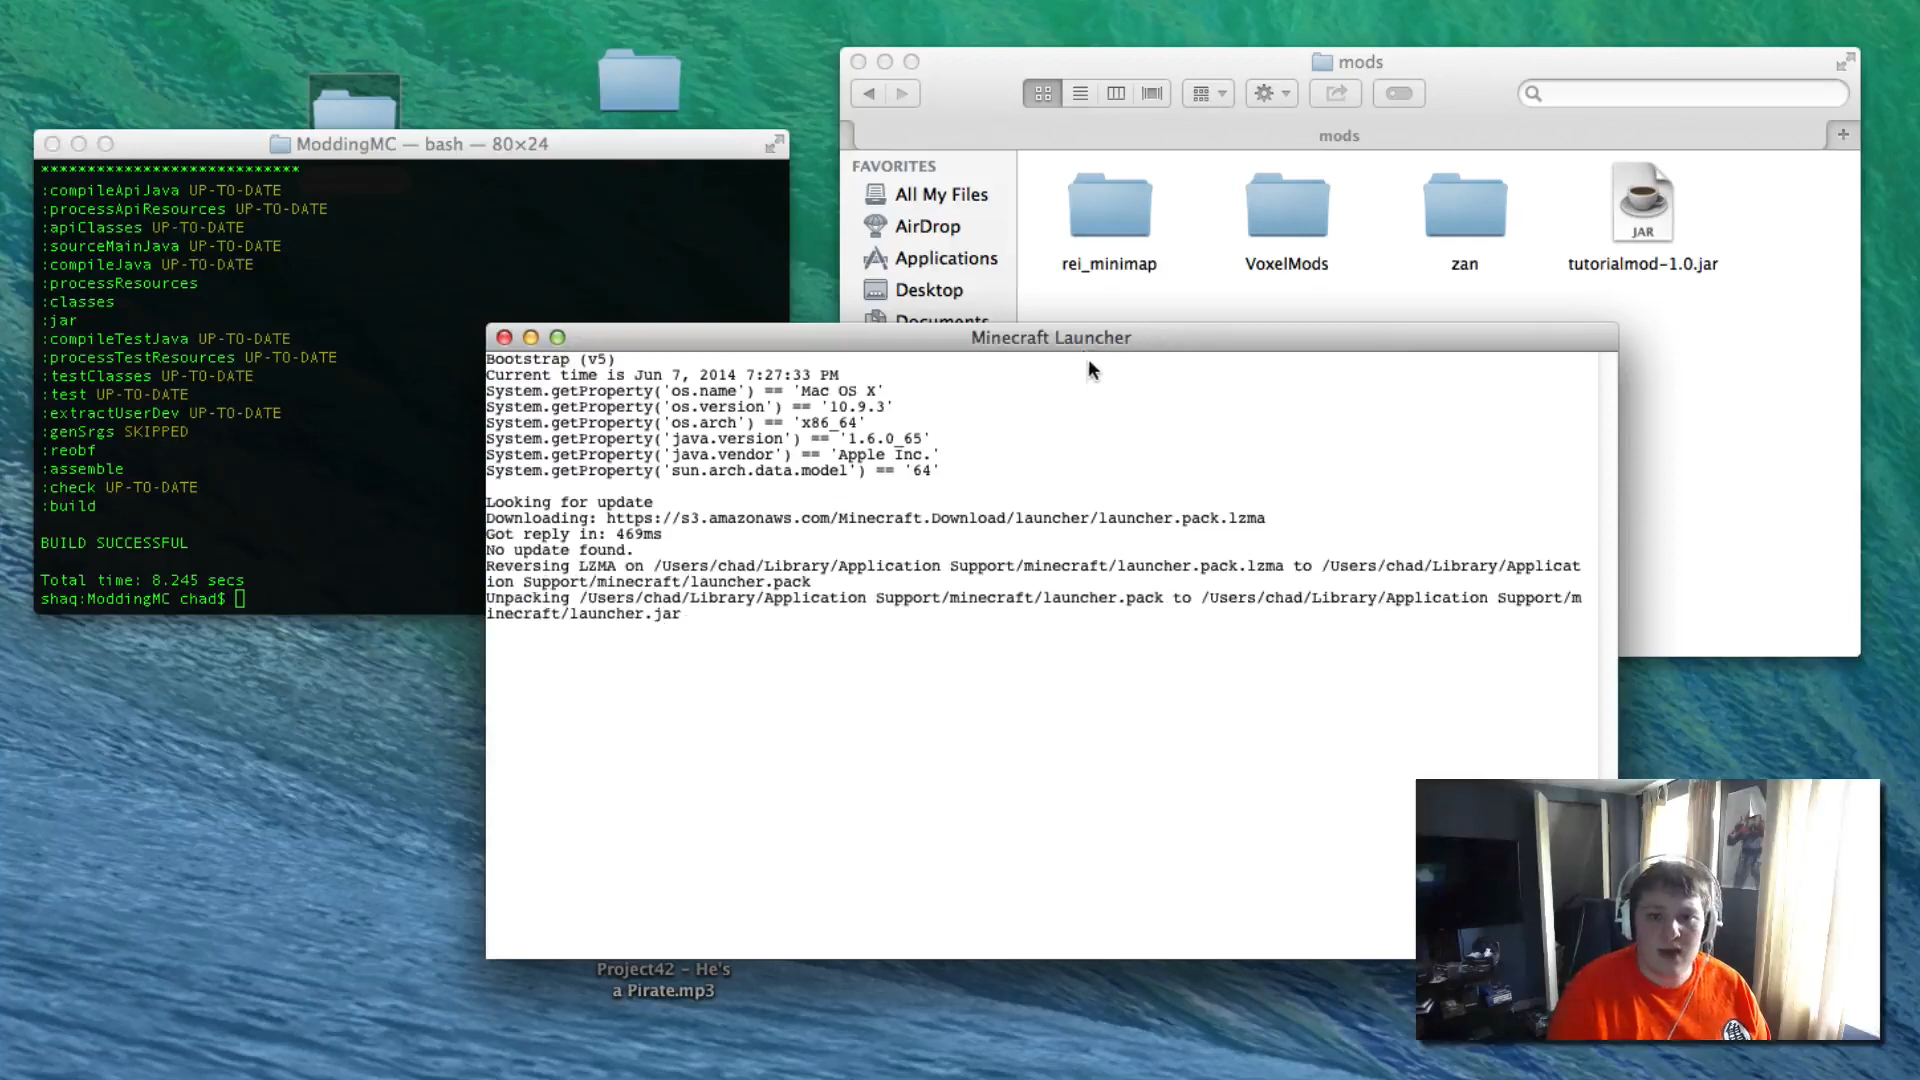 mods
mods
FAVORITES
All My Files
AirDrop
Applications
Desktop
rei_minimap
VoxelMods
zan
JAR
tutorialmod-1.0.jar
ModdingMC — bash — 80×24
***************************
:compileApiJava UP-TO-DATE
:processApiResources UP-TO-DATE
:apiClasses UP-TO-DATE
:sourceMainJava UP-TO-DATE
:compileJava UP-TO-DATE
:processResources
:classes
:jar
:compileTestJava UP-TO-DATE
:processTestResources UP-TO-DATE
:testClasses UP-TO-DATE
:test UP-TO-DATE
:extractUserDev UP-TO-DATE
:genSrgs SKIPPED
:reobf
:assemble
:check UP-TO-DATE
:build
BUILD SUCCESSFUL
Total time: 8.245 secs
shaq:ModdingMC chad$
Minecraft Launcher
Bootstrap (v5)
Current time is Jun 7, 2014 7:27:33 PM
System.getProperty('os.name') == 'Mac OS X'
System.getProperty('os.version') == '10.9.3'
System.getProperty('os.arch') == 'x86_64'
System.getProperty('java.version') == '1.6.0_65'
System.getProperty('java.vendor') == 'Apple Inc.'
System.getProperty('sun.arch.data.model') == '64'
Looking for update
Downloading: https://s3.amazonaws.com/Minecraft.Download/launcher/launcher.pack.lzma
Got reply in: 469ms
No update found.
Reversing LZMA on /Users/chad/Library/Application Support/minecraft/launcher.pack.lzma to /Users/chad/Library/Applicat
ion Support/minecraft/launcher.pack
Unpacking /Users/chad/Library/Application Support/minecraft/launcher.pack to /Users/chad/Library/Application Support/m
inecraft/launcher.jar
Project42 - He's
a Pirate.mp3